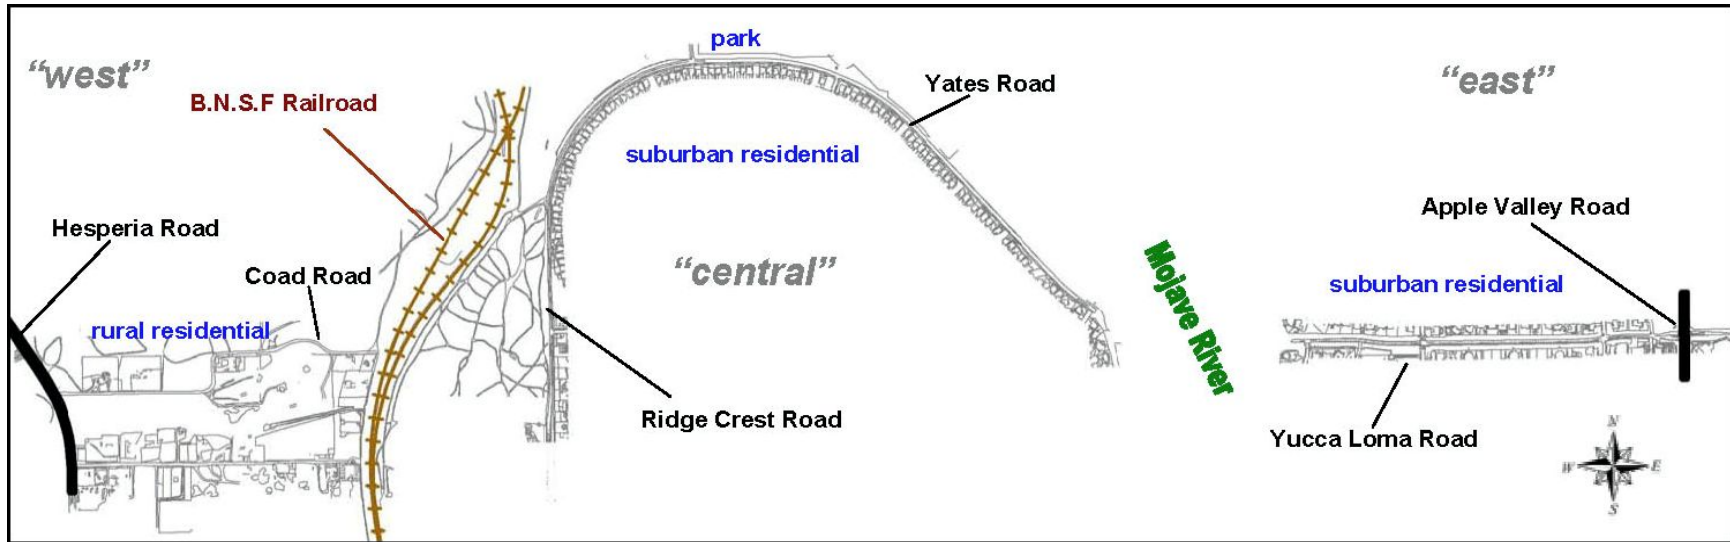 park
"west"
"east"
Yates Road
B.N.S.F Railroad
suburban residential
Apple Valley Road
Hesperia Road
"central"
Mojave River
Coad Road
suburban residential
rural residential
Ridge Crest Road
Yucca Loma Road
N
W E
S